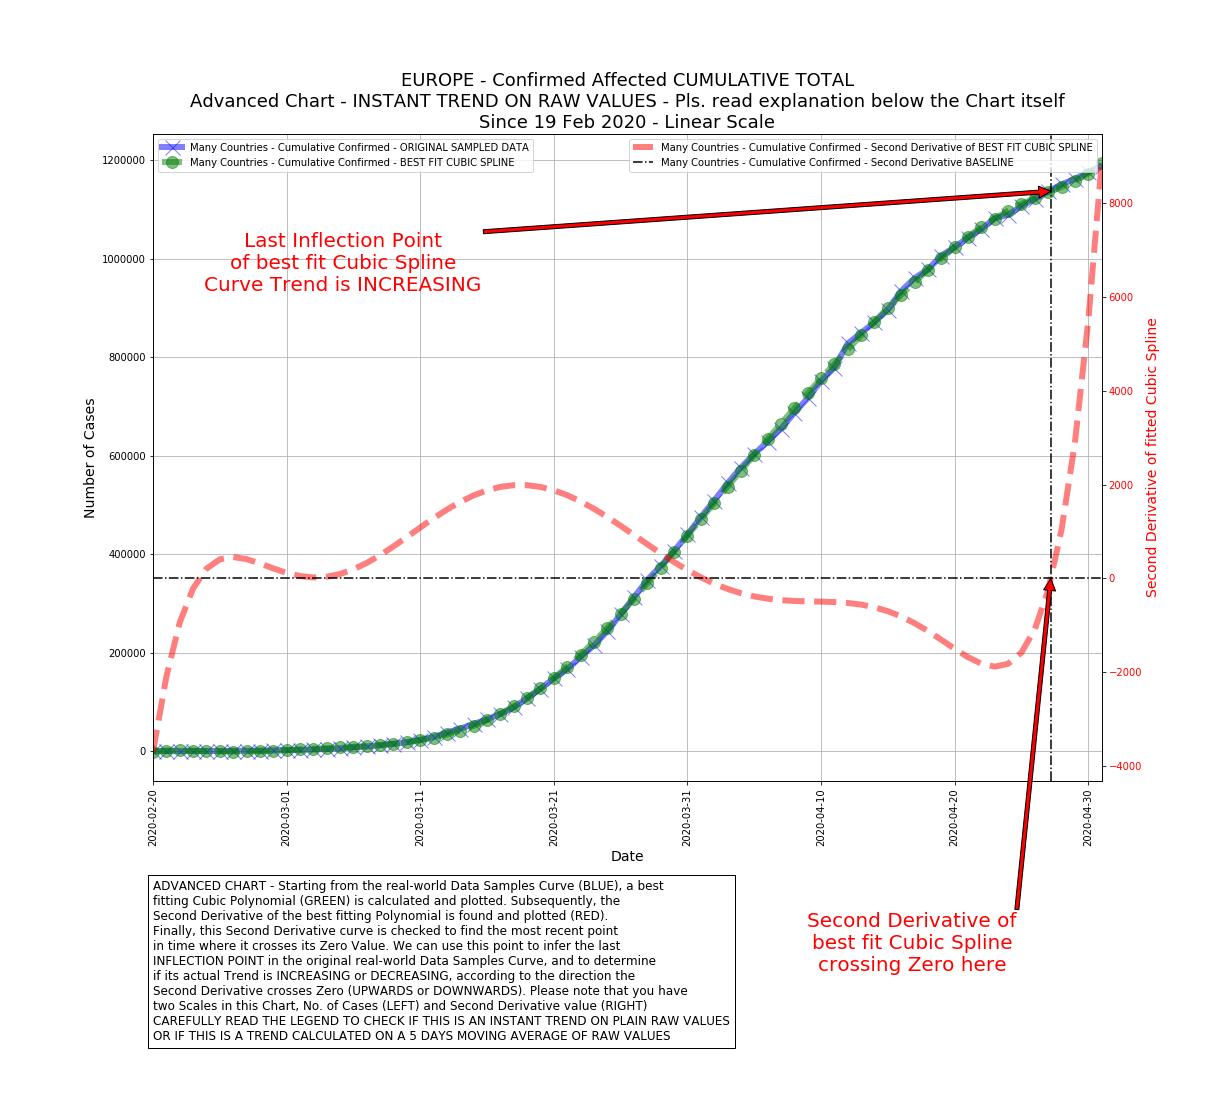 EUROPE - Confirmed Affected CUMULATIVE TOTAL
Advanced Chart - INSTANT TREND ON RAW VALUES - Pls. read explanation below the Chart itself
Since 19 Feb 2020 - Linear Scale
Many Countries - Cumulative Confirmed - ORIGINAL SAMPLED DATA
Many Countries - Cumulative Confirmed - BEST FIT CUBIC SPLINE
Many Countries - Cumulative Confirmed - Second Derivative of BEST FIT CUBIC SPLINE
Many Countries - Cumulative Confirmed - Second Derivative BASELINE
1200000
1000000
800000
600000
400000
200000
0
Number of Cases
Last Inflection Point
of best fit Cubic Spline
Curve Trend is INCREASING
8000
6000
4000
2000
0
−2000
−4000
Second Derivative of fitted Cubic Spline
2020-02-20
2020-03-01
2020-03-11
2020-03-21
2020-03-31
2020-04-10
2020-04-20
2020-04-30
Date
ADVANCED CHART - Starting from the real-world Data Samples Curve (BLUE), a best
fitting Cubic Polynomial (GREEN) is calculated and plotted. Subsequently, the
Second Derivative of the best fitting Polynomial is found and plotted (RED).
Finally, this Second Derivative curve is checked to find the most recent point
in time where it crosses its Zero Value. We can use this point to infer the last
INFLECTION POINT in the original real-world Data Samples Curve, and to determine
if its actual Trend is INCREASING or DECREASING, according to the direction the
Second Derivative crosses Zero (UPWARDS or DOWNWARDS). Please note that you have
two Scales in this Chart, No. of Cases (LEFT) and Second Derivative value (RIGHT)
CAREFULLY READ THE LEGEND TO CHECK IF THIS IS AN INSTANT TREND ON PLAIN RAW VALUES
OR IF THIS IS A TREND CALCULATED ON A 5 DAYS MOVING AVERAGE OF RAW VALUES
Second Derivative of
best fit Cubic Spline
crossing Zero here